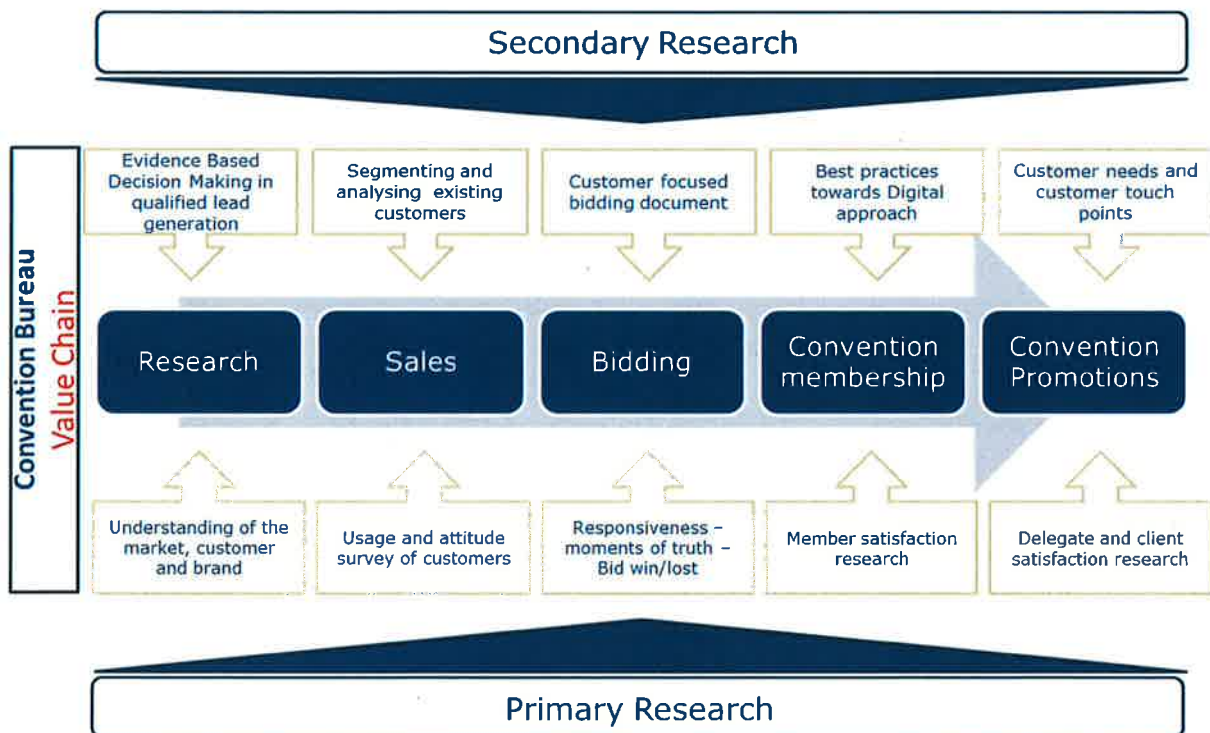 Secondary Research
Convention Bureau
Value Chain
Evidence Based
Decision Making in
qualified lead
generation
Segmenting and
analysing existing
customers
Customer focused
bidding document
Best practices
towards Digital
approach
Customer needs and
customer touch
points
Research
Sales
Bidding
Convention
membership
Convention
Promotions
Understanding of the
market, customer
and brand
Usage and attitude
survey of customers
Responsiveness –
moments of truth –
Bid win/lost
Member satisfaction
research
Delegate and client
satisfaction research
Primary Research